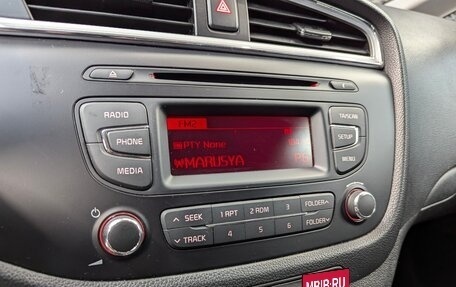 FM2
RADIO
TA/SCAN
PHONE
PTY None
SETUP
MEDIA
MARUSYA
MENU
SEEK 1 RPT 2 RDM 3 FOLDER
TRACK 4 5 6 FOLDER
MBIB.RU